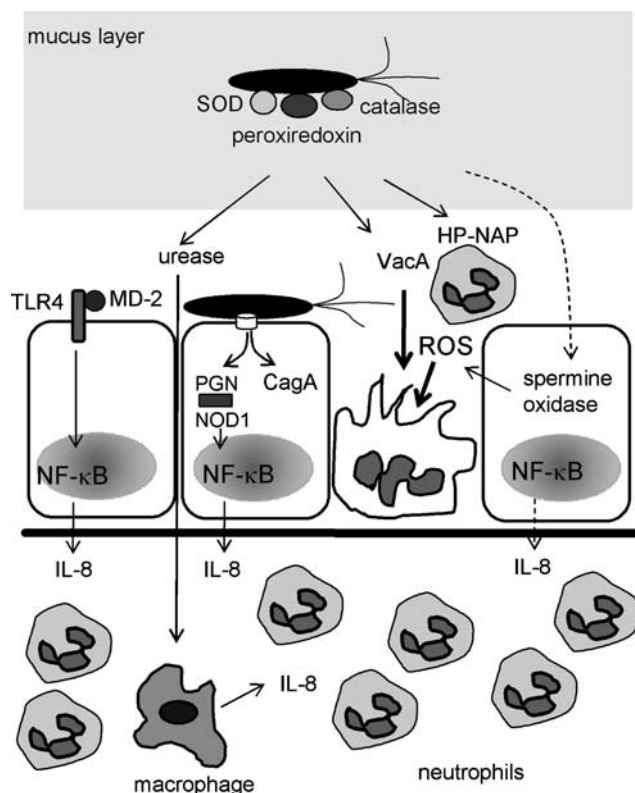 mucus layer
SOD
catalase
peroxiredoxin
urease
HP-NAP
VacA
TLR4
MD-2
ROS
PGN
CagA
NOD1
spermine
oxidase
NF-κB
NF-κB
NF-κB
IL-8
IL-8
IL-8
IL-8
macrophage
neutrophils